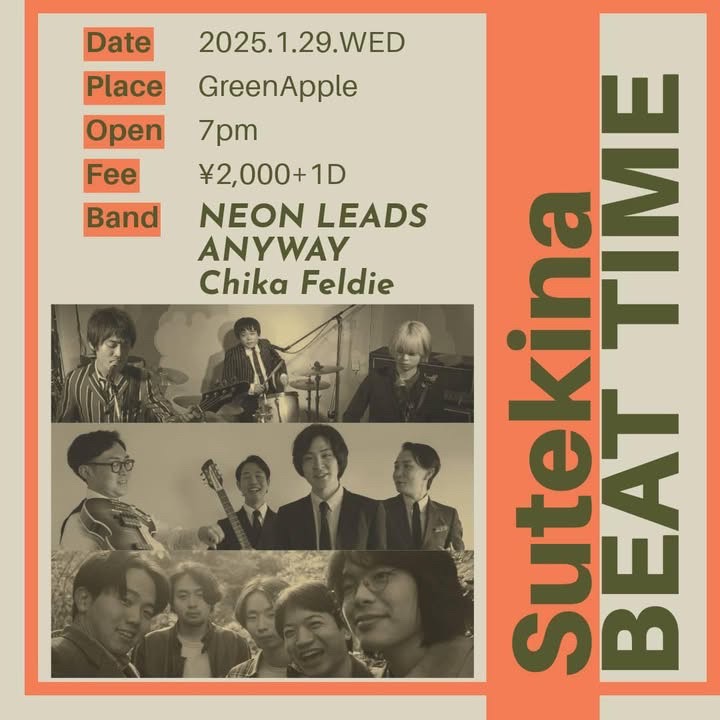 Date 2025.1.29.WED
Place GreenApple
Open 7pm
Fee ¥2,000+1D
Band NEON LEADS
ANYWAY
Chika Feldie
Sutekina
BEAT TIME